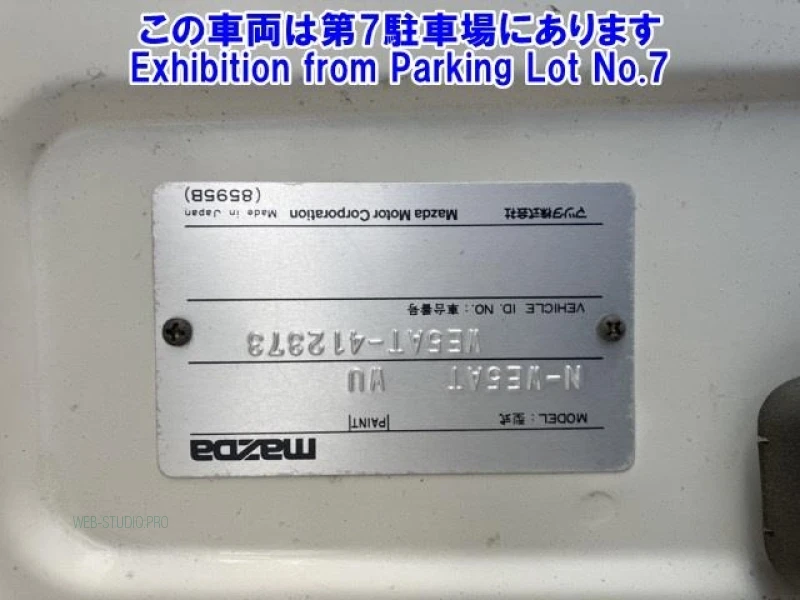 この車両は第7駐車場にあります
Exhibition from Parking Lot No.7
mazDa
MODEL : 型式 PAINT
N-WE5AT WU
WE5AT-412373
VEHICLE ID. NO. : 車台番号
マツダ株式会社 Mazda Motor Corporation Made in Japan
(8595B)
WEB-STUDIO.PRO